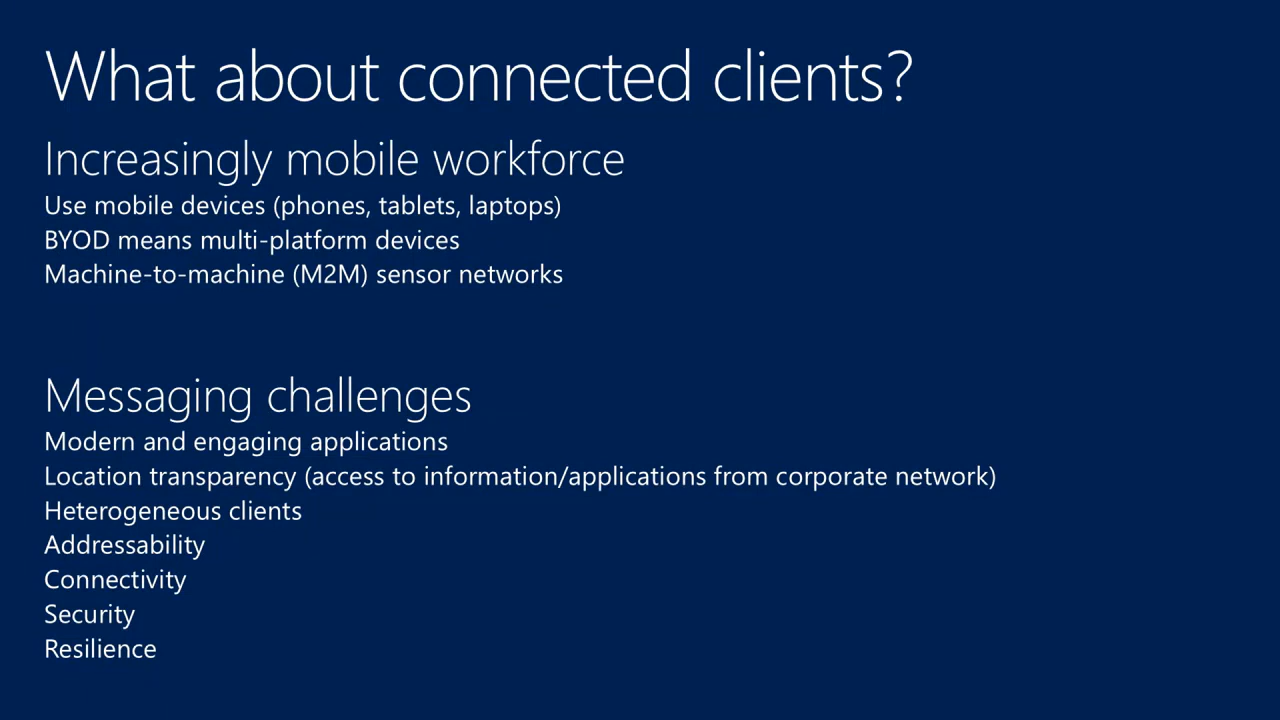 What about connected clients?
Increasingly mobile workforce
Use mobile devices (phones, tablets, laptops)
BYOD means multi-platform devices
Machine-to-machine (M2M) sensor networks
Messaging challenges
Modern and engaging applications
Location transparency (access to information/applications from corporate network)
Heterogeneous clients
Addressability
Connectivity
Security
Resilience